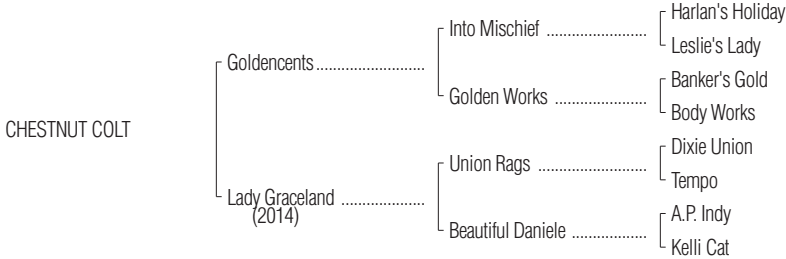 Harlan's Holiday
Into Mischief ........................
Leslie's Lady
Goldencents..........................
Banker's Gold
Golden Works ......................
Body Works
CHESTNUT COLT
Dixie Union
Union Rags ..........................
Tempo
Lady Graceland ....................
(2014)
A.P. Indy
Beautiful Daniele ..................
Kelli Cat